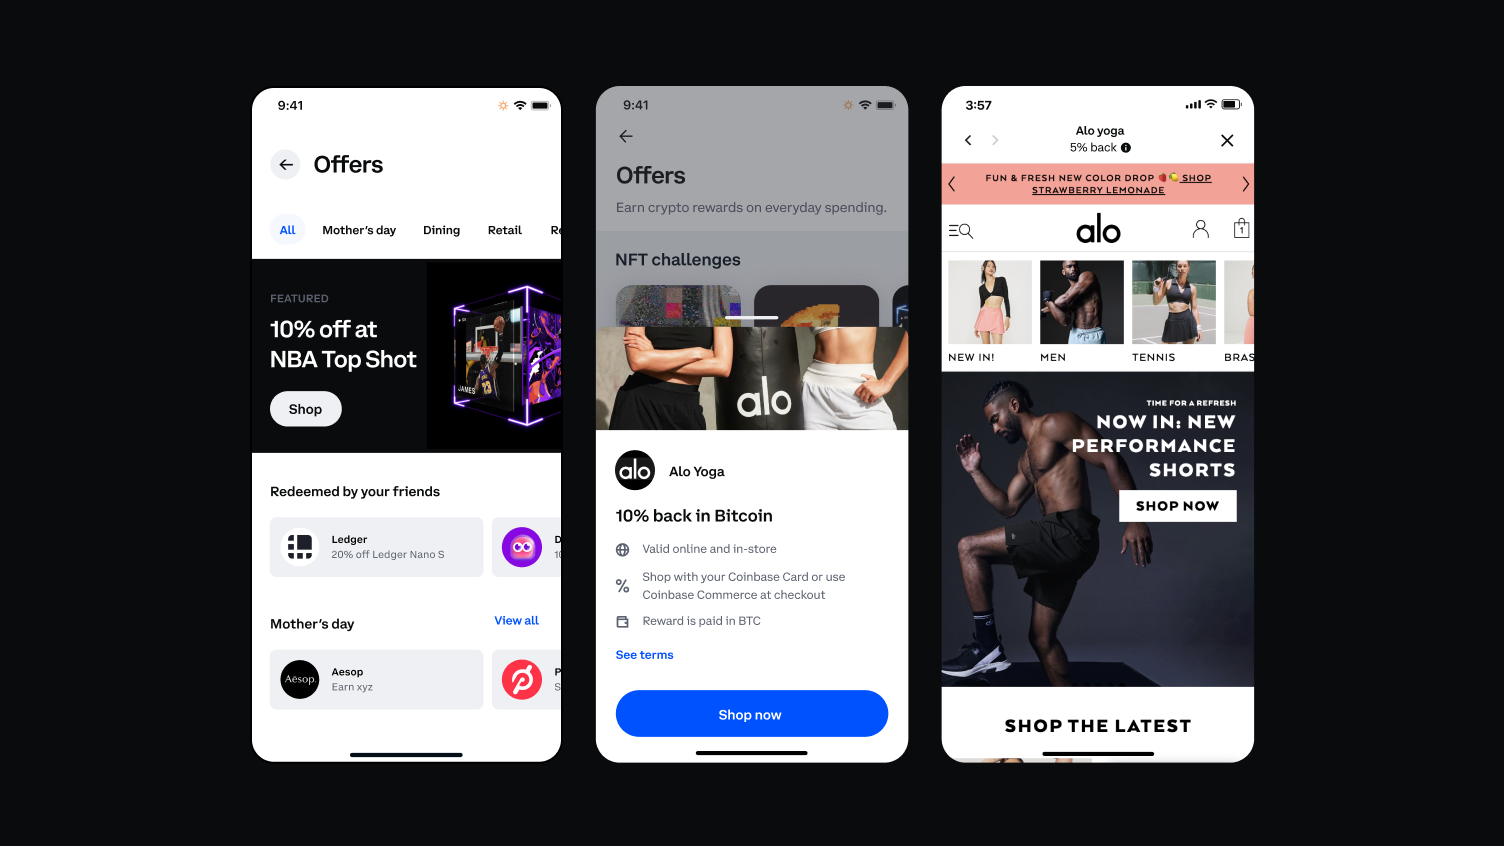 9:41
Offers
All
Mother's day
Dining
Retail
Re
FEATURED
10% off at
NBA Top Shot
Shop
JAMES
Redeemed by your friends
Ledger
20% off Ledger Nano S
D
10
Mother's day
View all
Aēsop.
Aesop
Earn xyz
P
S
9:41
Offers
Earn crypto rewards on everyday spending.
NFT challenges
alo
alo
Alo Yoga
10% back in Bitcoin
Valid online and in-store
Shop with your Coinbase Card or use
Coinbase Commerce at checkout
Reward is paid in BTC
See terms
Shop now
3:57
Alo yoga
5% back
FUN & FRESH NEW COLOR DROP 🍓🍋 SHOP
STRAWBERRY LEMONADE
alo
1
NEW IN!
MEN
TENNIS
BRAS
TIME FOR A REFRESH
NOW IN: NEW
PERFORMANCE
SHORTS
SHOP NOW
SHOP THE LATEST